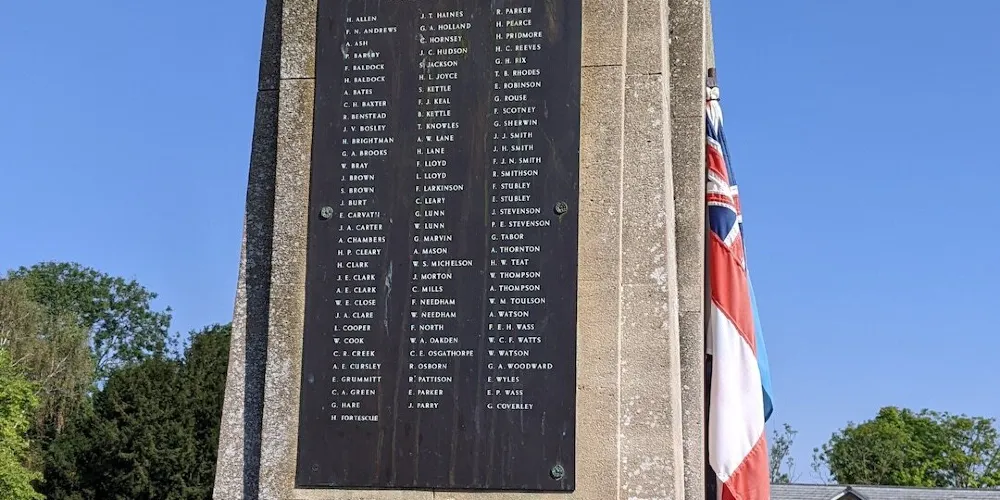 H. ALLEN
F. N. ANDREWS
A. ASH
P. BARSBY
F. BALDOCK
H. BALDOCK
A. BATES
C. H. BAXTER
R. BENSTEAD
J. V. BOSLEY
H. BRIGHTMAN
G. A. BROOKS
W. BRAY
J. BROWN
S. BROWN
J. BURT
E. CARVATH
J. A. CARTER
A. CHAMBERS
H. P. CLEARY
H. CLARK
J. E. CLARK
A. E. CLARK
W. E. CLOSE
J. A. CLARE
L. COOPER
W. COOK
C. R. CREEK
A. E. CURSLEY
E. GRUMMITT
C. A. GREEN
G. HARE
H. FORTESCUE
J. T. HAINES
G. A. HOLLAND
C. HORNSEY
J. C. HUDSON
S. JACKSON
H. L. JOYCE
S. KETTLE
F. J. KEAL
B. KETTLE
T. KNOWLES
A. W. LANE
H. LANE
F. LLOYD
L. LLOYD
F. LARKINSON
C. LEARY
G. LUNN
W. LUNN
G. MARVIN
A. MASON
W. S. MICHELSON
J. MORTON
C. MILLS
F. NEEDHAM
W. NEEDHAM
F. NORTH
W. A. OAKDEN
C. E. OSGATHORPE
R. OSBORN
R. PATTISON
E. PARKER
J. PARRY
R. PARKER
H. PEARCE
H. PRIDMORE
H. C. REEVES
G. H. RIX
T. B. RHODES
E. ROBINSON
G. ROUSE
F. SCOTNEY
G. SHERWIN
J. J. SMITH
J. H. SMITH
F. J. N. SMITH
R. SMITHSON
F. STUBLEY
E. STUBLEY
J. STEVENSON
P. E. STEVENSON
G. TABOR
A. THORNTON
H. W. TEAT
W. THOMPSON
A. THOMPSON
W. M. TOULSON
A. WATSON
F. E. H. WASS
W. C. F. WATTS
W. WATSON
G. A. WOODWARD
E. WYLES
E. P. WASS
G. COVERLEY